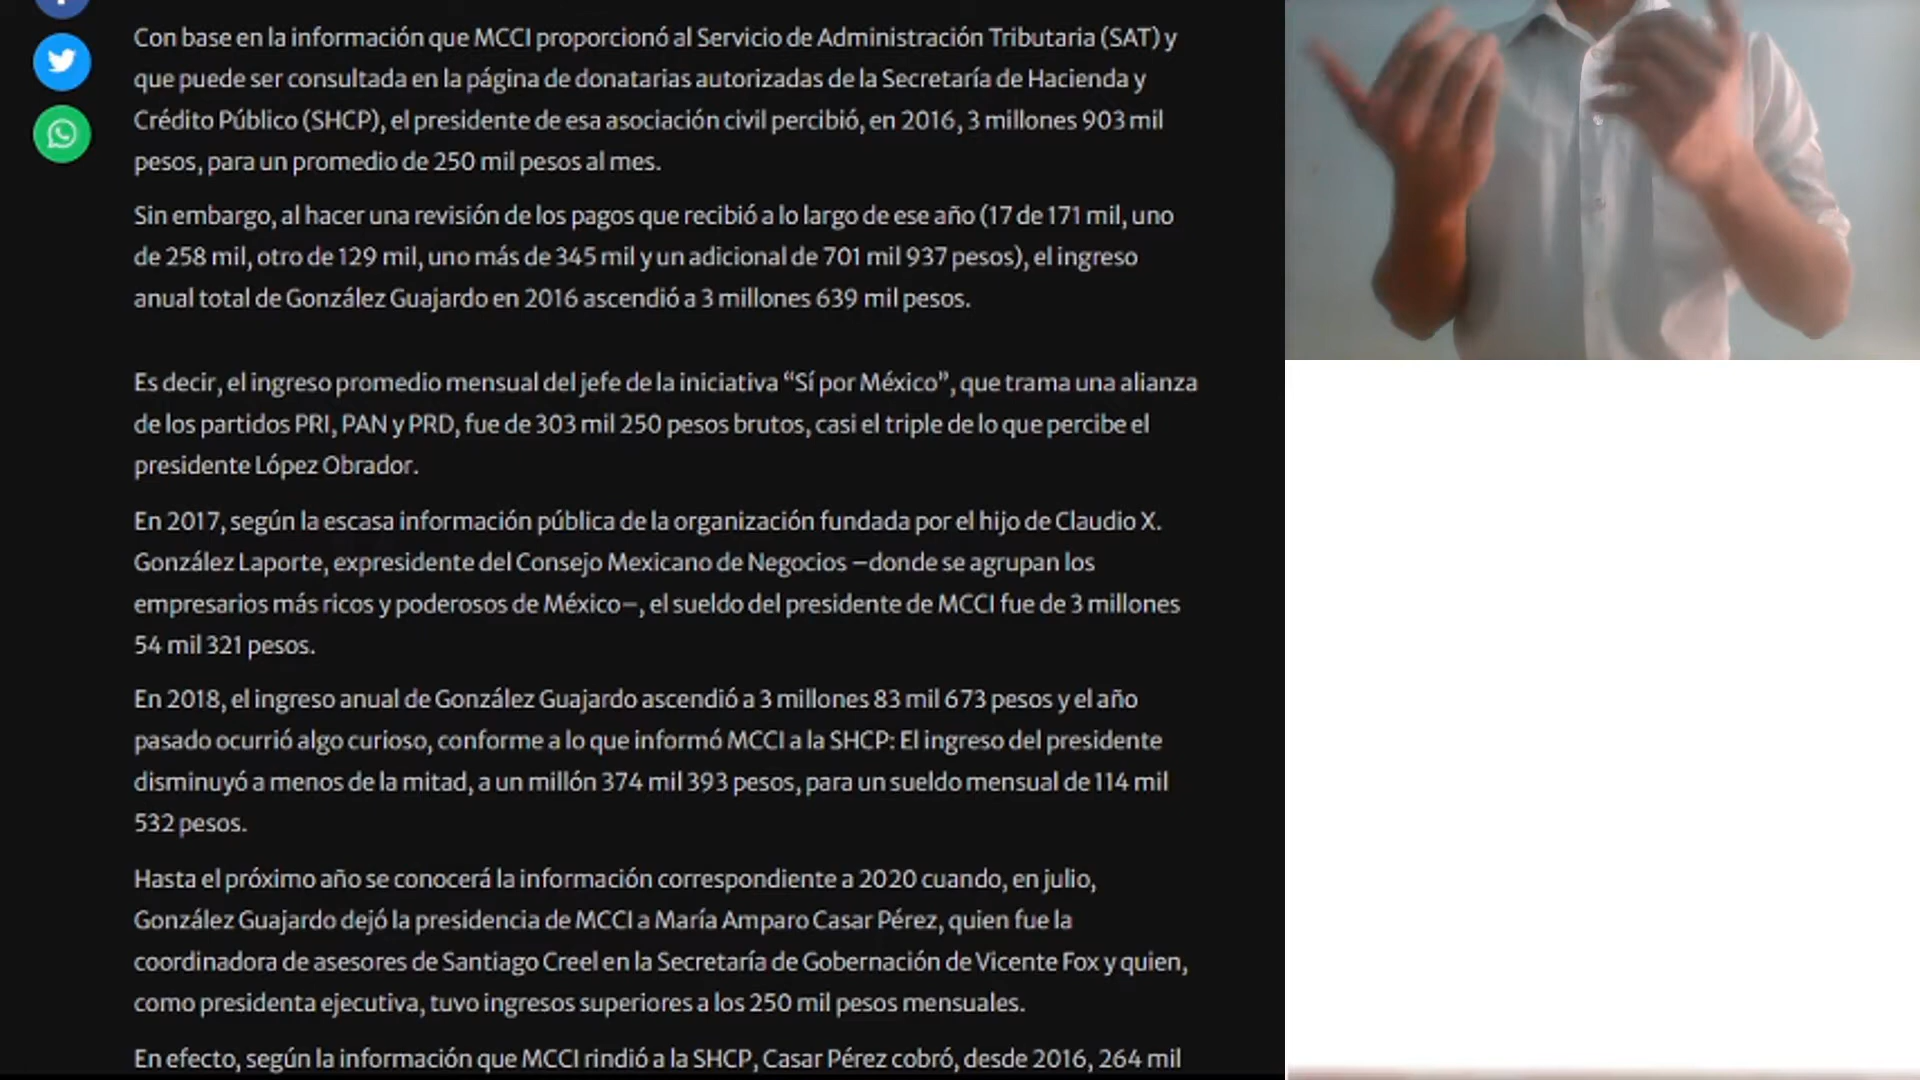 Con base en la información que MCCI proporcionó al Servicio de Administración Tributaria (SAT) y
que puede ser consultada en la página de donatarias autorizadas de la Secretaría de Hacienda y
Crédito Público (SHCP), el presidente de esa asociación civil percibió, en 2016, 3 millones 903 mil
pesos, para un promedio de 250 mil pesos al mes.
Sin embargo, al hacer una revisión de los pagos que recibió a lo largo de ese año (17 de 171 mil, uno
de 258 mil, otro de 129 mil, uno más de 345 mil y un adicional de 701 mil 937 pesos), el ingreso
anual total de González Guajardo en 2016 ascendió a 3 millones 639 mil pesos.
Es decir, el ingreso promedio mensual del jefe de la iniciativa “Sí por México”, que trama una alianza
de los partidos PRI, PAN y PRD, fue de 303 mil 250 pesos brutos, casi el triple de lo que percibe el
presidente López Obrador.
En 2017, según la escasa información pública de la organización fundada por el hijo de Claudio X.
González Laporte, expresidente del Consejo Mexicano de Negocios –donde se agrupan los
empresarios más ricos y poderosos de México–, el sueldo del presidente de MCCI fue de 3 millones
54 mil 321 pesos.
En 2018, el ingreso anual de González Guajardo ascendió a 3 millones 83 mil 673 pesos y el año
pasado ocurrió algo curioso, conforme a lo que informó MCCI a la SHCP: El ingreso del presidente
disminuyó a menos de la mitad, a un millón 374 mil 393 pesos, para un sueldo mensual de 114 mil
532 pesos.
Hasta el próximo año se conocerá la información correspondiente a 2020 cuando, en julio,
González Guajardo dejó la presidencia de MCCI a María Amparo Casar Pérez, quien fue la
coordinadora de asesores de Santiago Creel en la Secretaría de Gobernación de Vicente Fox y quien,
como presidenta ejecutiva, tuvo ingresos superiores a los 250 mil pesos mensuales.
En efecto, según la información que MCCI rindió a la SHCP, Casar Pérez cobró, desde 2016, 264 mil